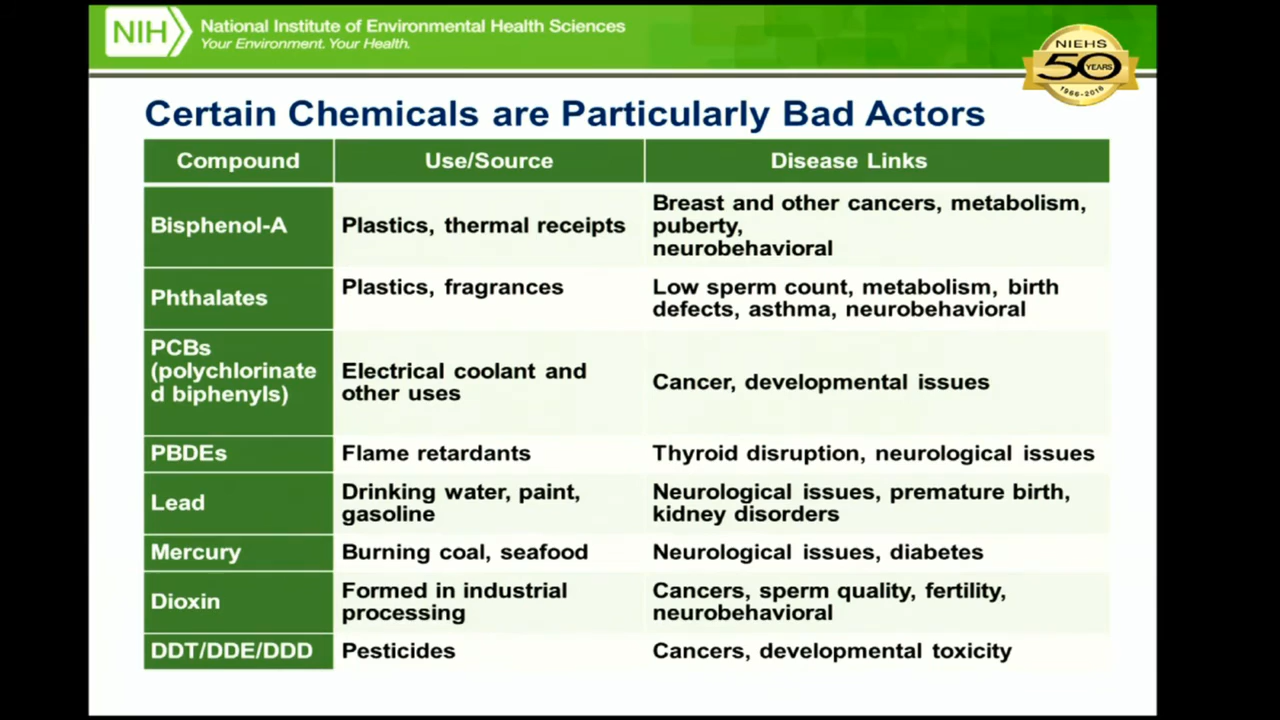 NIH
National Institute of Environmental Health Sciences
Your Environment. Your Health.
NIEHS
50
YEARS
1966-2016
Certain Chemicals are Particularly Bad Actors
Compound
Use/Source
Disease Links
Bisphenol-A
Plastics, thermal receipts
Breast and other cancers, metabolism,
puberty,
neurobehavioral
Phthalates
Plastics, fragrances
Low sperm count, metabolism, birth
defects, asthma, neurobehavioral
PCBs
(polychlorinate
d biphenyls)
Electrical coolant and
other uses
Cancer, developmental issues
PBDEs
Flame retardants
Thyroid disruption, neurological issues
Lead
Drinking water, paint,
gasoline
Neurological issues, premature birth,
kidney disorders
Mercury
Burning coal, seafood
Neurological issues, diabetes
Dioxin
Formed in industrial
processing
Cancers, sperm quality, fertility,
neurobehavioral
DDT/DDE/DDD
Pesticides
Cancers, developmental toxicity